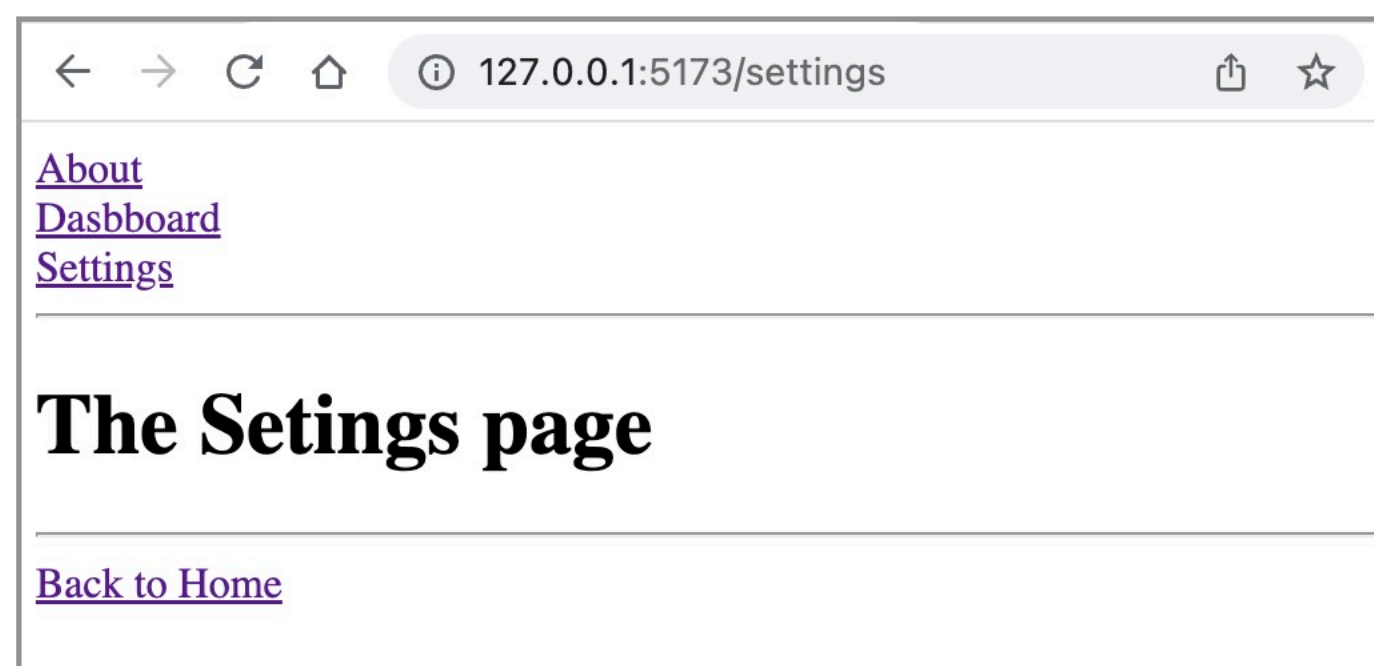 127.0.0.1:5173/settings
About
Dasbboard
Settings
The Setings page
Back to Home